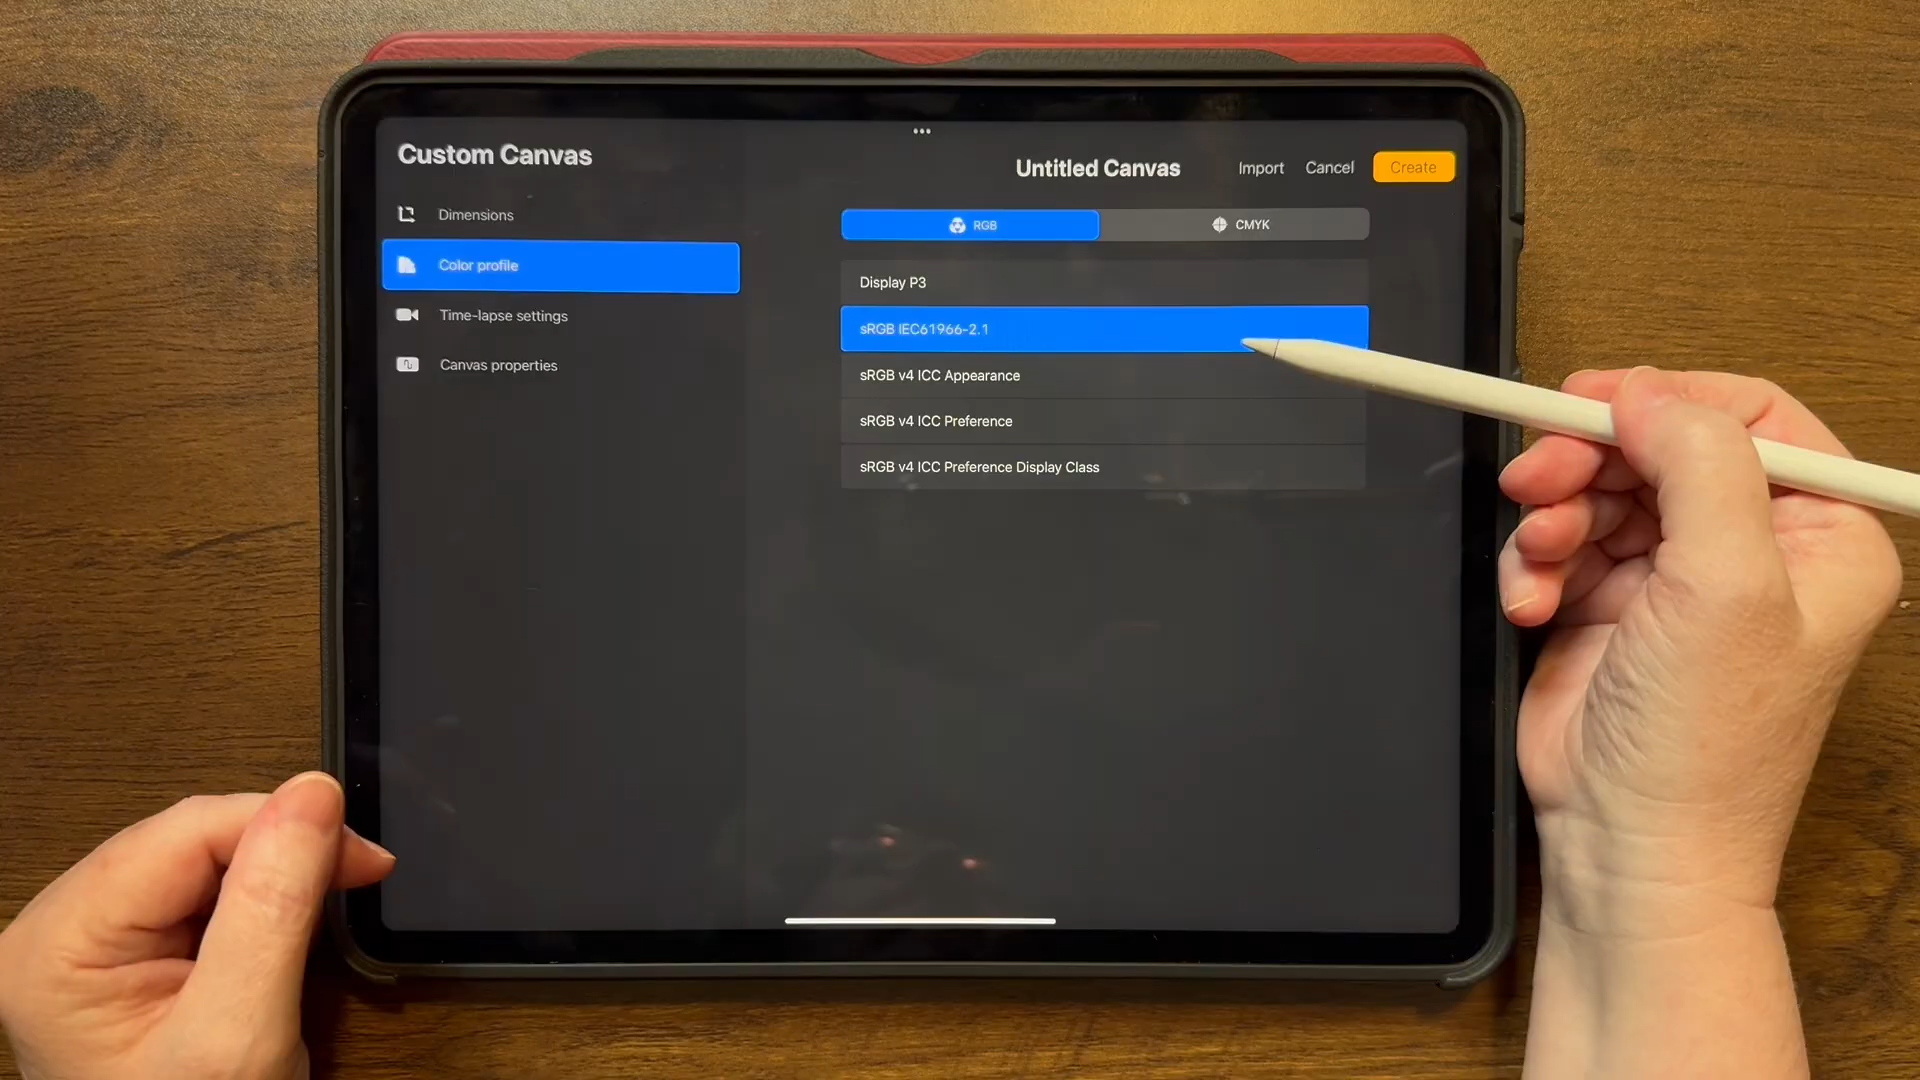 Custom Canvas
Untitled Canvas
Import
Cancel
Create
Dimensions
Color profile
Time-lapse settings
Canvas properties
RGB
CMYK
Display P3
sRGB IEC61966-2.1
sRGB v4 ICC Appearance
sRGB v4 ICC Preference
sRGB v4 ICC Preference Display Class